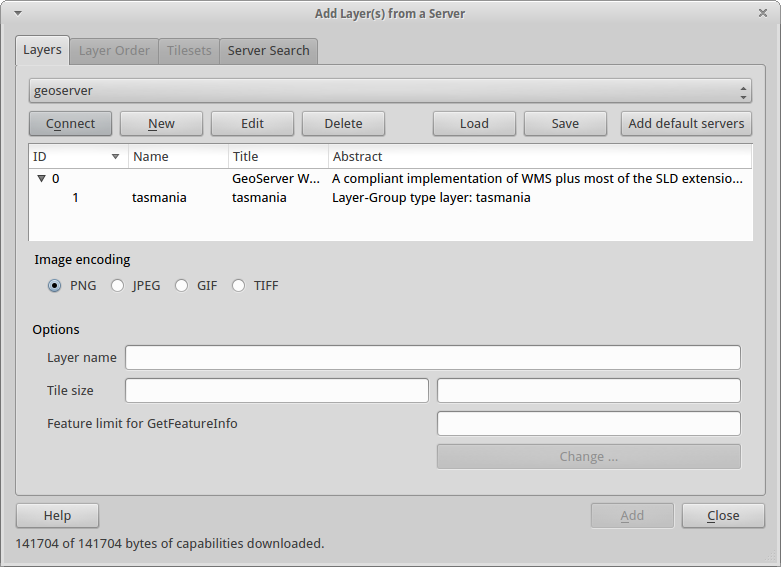 Add Layer(s) from a Server
Layers Layer Order Tilesets Server Search
geoserver
Connect New Edit Delete Load Save Add default servers
ID Name Title Abstract
0 GeoServer W... A compliant implementation of WMS plus most of the SLD extensio...
1 tasmania tasmania Layer-Group type layer: tasmania
Image encoding
PNG JPEG GIF TIFF
Options
Layer name
Tile size
Feature limit for GetFeatureInfo
Change ...
Help Add Close
141704 of 141704 bytes of capabilities downloaded.